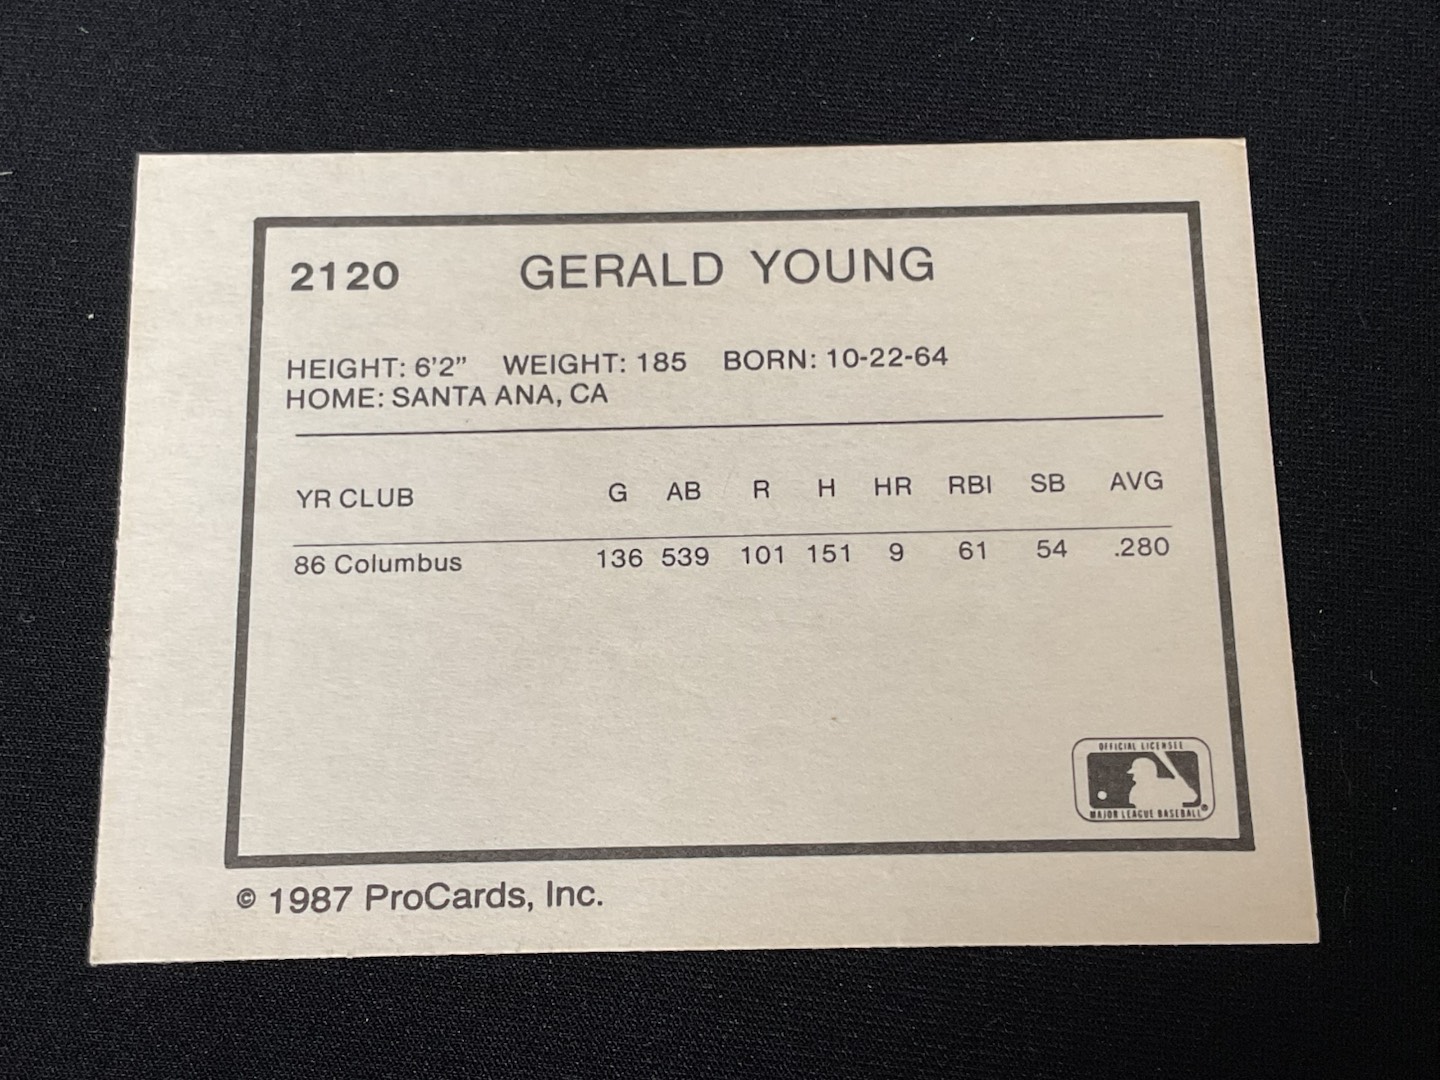 2120 GERALD YOUNG
HEIGHT: 6'2" WEIGHT: 185 BORN: 10-22-64
HOME: SANTA ANA, CA
YR CLUB G AB R H HR RBI SB AVG
86 Columbus 136 539 101 151 9 61 54 .280
OFFICIAL LICENSEE
MAJOR LEAGUE BASEBALL®
© 1987 ProCards, Inc.